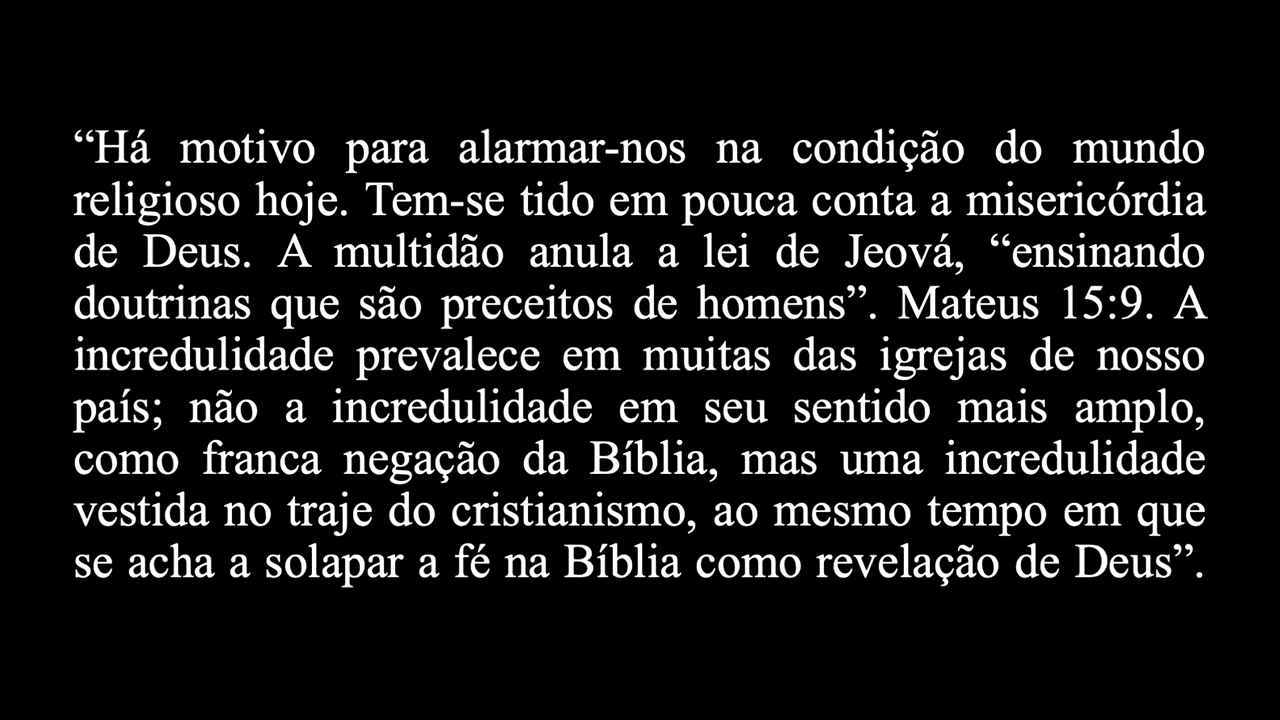 “Há motivo para alarmar-nos na condição do mundo
religioso hoje. Tem-se tido em pouca conta a misericórdia
de Deus. A multidão anula a lei de Jeová, “ensinando
doutrinas que são preceitos de homens”. Mateus 15:9. A
incredulidade prevalece em muitas das igrejas de nosso
país; não a incredulidade em seu sentido mais amplo,
como franca negação da Bíblia, mas uma incredulidade
vestida no traje do cristianismo, ao mesmo tempo em que
se acha a solapar a fé na Bíblia como revelação de Deus”.